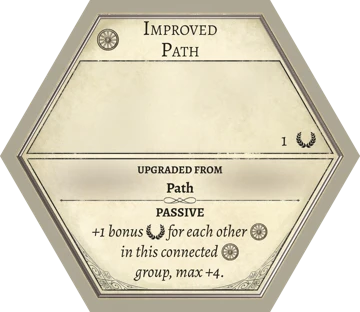 IMPROVED
PATH
1
UPGRADED FROM
Path
PASSIVE
+1 bonus for each other
in this connected
group, max +4.